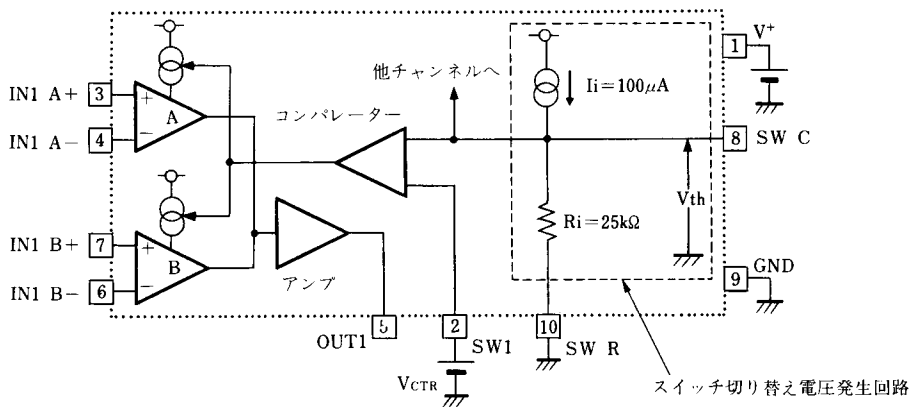 1 V+
他チャンネルへ
Ii=100μA
IN1 A+ 3
A
コンパレーター
IN1 A− 4
8 SW C
Vth
IN1 B+ 7
Ri=25kΩ
B
IN1 B− 6
アンプ
9 GND
5 2 10
OUT1 SW1 SW R
VCTR
スイッチ切り替え電圧発生回路
+
−
+
−